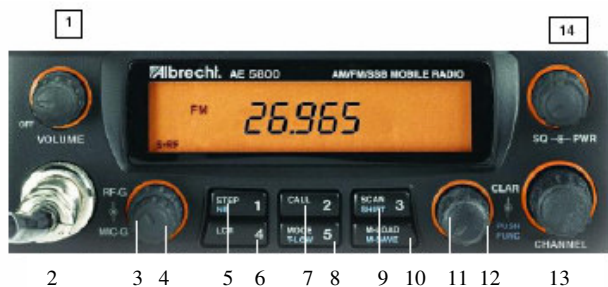 1
14
Albrecht. AE 5800 AM/FM/SSB MOBILE RADIO
FM 26.965
S-RF
OFF
VOLUME
SQ PWR
RF-G
MIC-G
STEP 1
CALL 2
SCAN 3
SHIFT
LCR 4
MODE 5
M-LOAD
M-SAVE
CLAR
PUSH
FUNC
CHANNEL
2 3 4 5 6 7 8 9 10 11 12 13